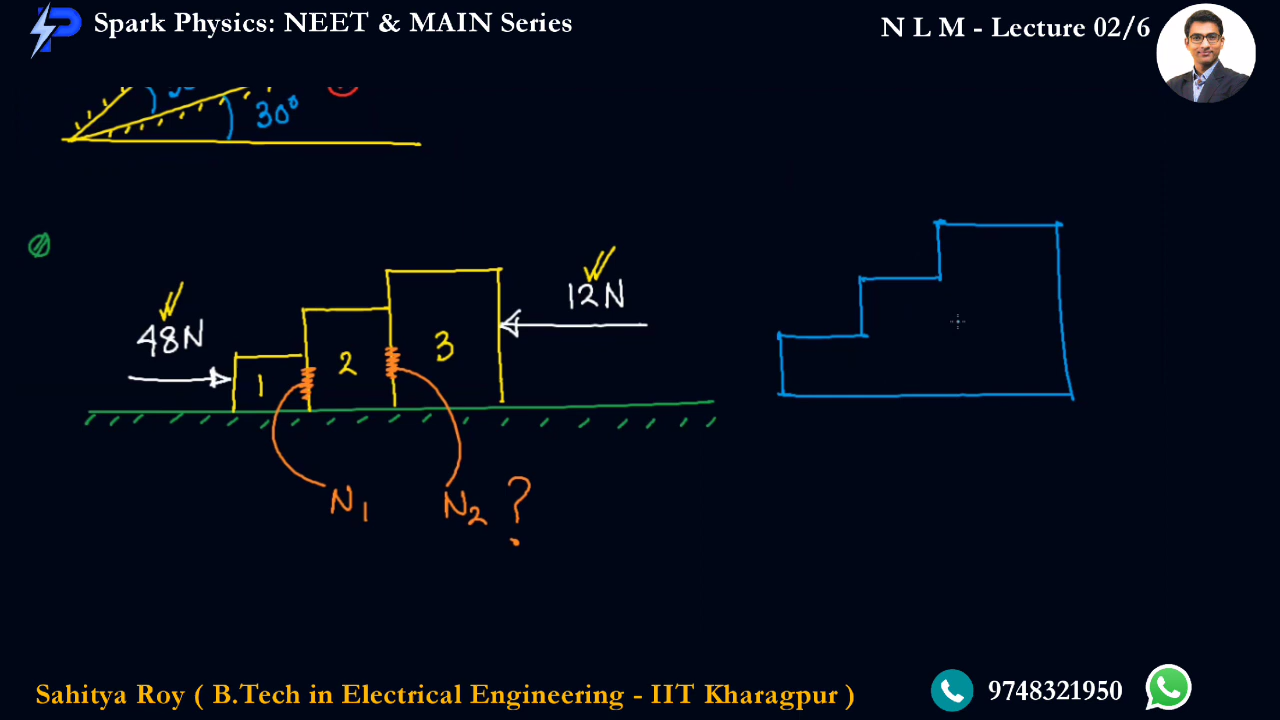 Spark Physics: NEET & MAIN Series
N L M - Lecture 02/6
30°
48N
12N
1
2
3
N1
N2 ?
Sahitya Roy ( B.Tech in Electrical Engineering - IIT Kharagpur )
9748321950